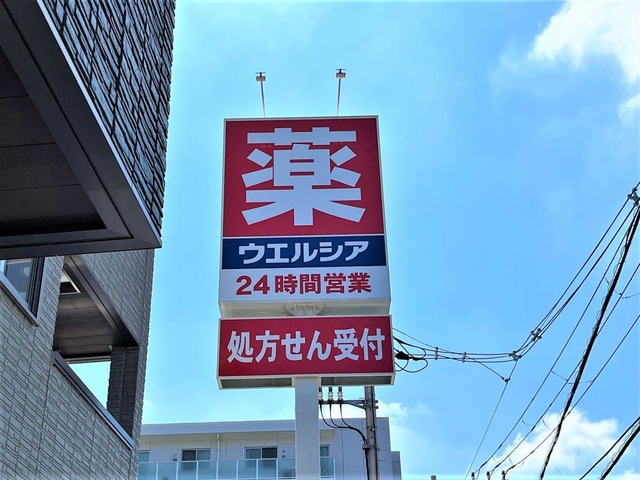 薬
ウエルシア
24時間営業
処方せん受付